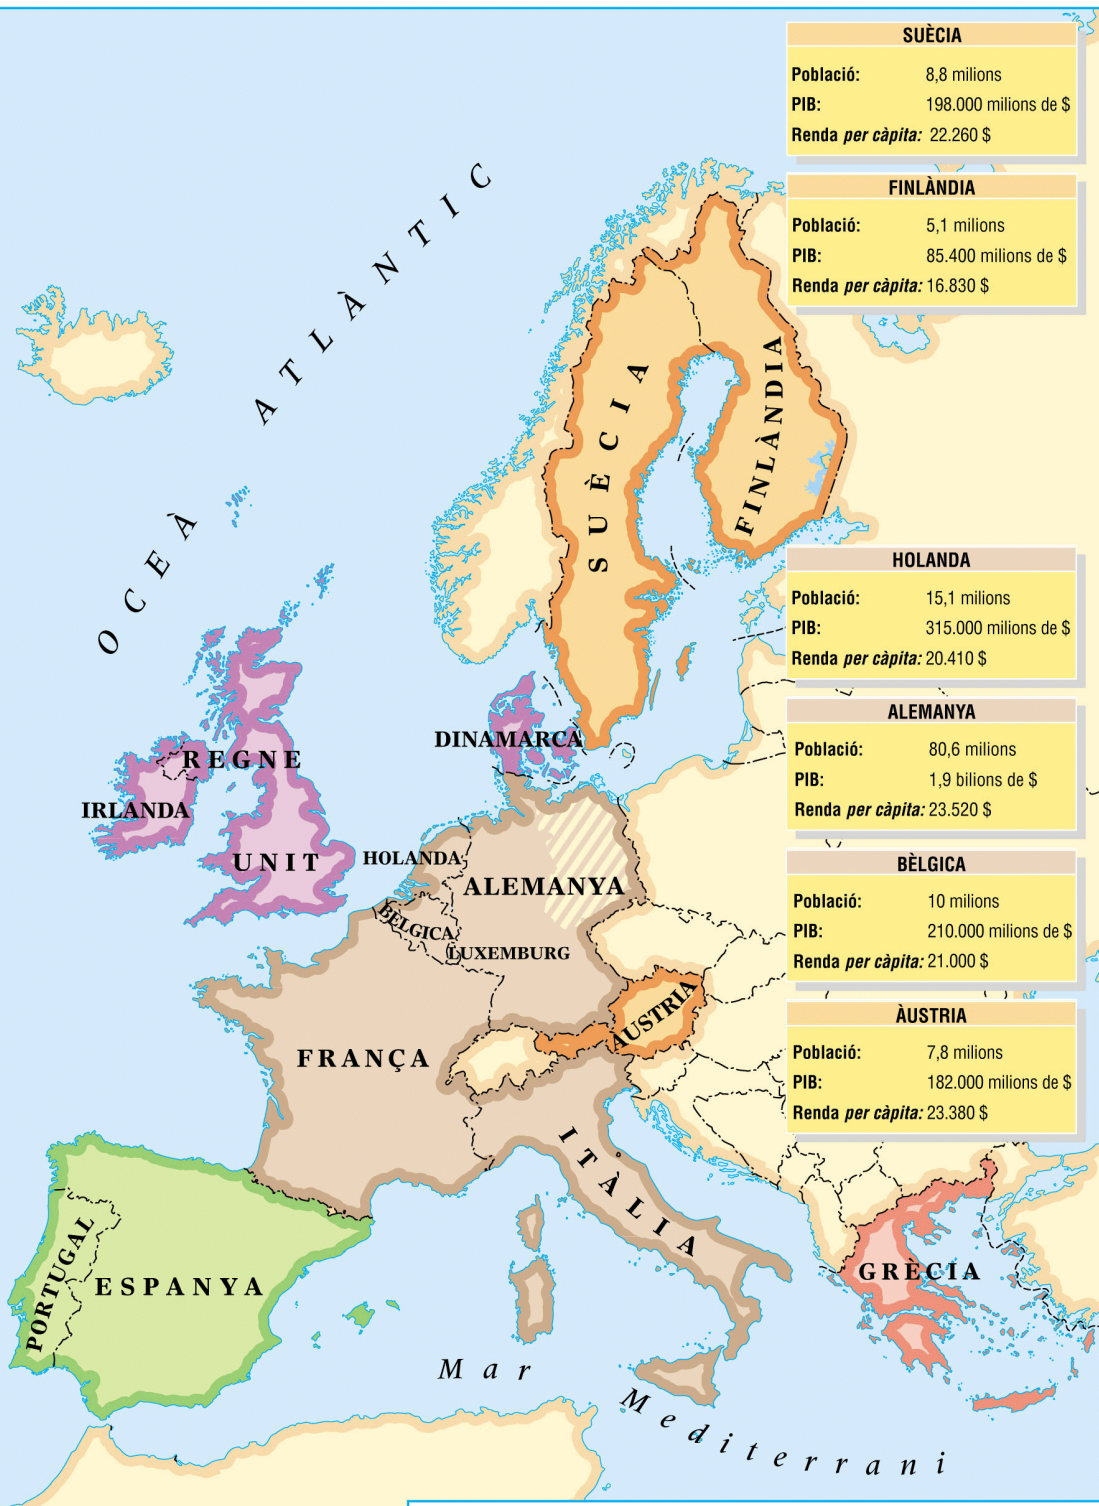 SUÈCIA
Població: 8,8 milions
PIB: 198.000 milions de $
Renda per càpita: 22.260 $
FINLÀNDIA
Població: 5,1 milions
PIB: 85.400 milions de $
Renda per càpita: 16.830 $
OCEÀ ATLÀNTIC
SUÈCIA
FINLÀNDIA
HOLANDA
Població: 15,1 milions
PIB: 315.000 milions de $
Renda per càpita: 20.410 $
ALEMANYA
Població: 80,6 milions
PIB: 1,9 bilions de $
Renda per càpita: 23.520 $
BÈLGICA
Població: 10 milions
PIB: 210.000 milions de $
Renda per càpita: 21.000 $
ÀUSTRIA
Població: 7,8 milions
PIB: 182.000 milions de $
Renda per càpita: 23.380 $
DINAMARCA
REGNE
IRLANDA
UNIT
HOLANDA
ALEMANYA
BÈLGICA
LUXEMBURG
ÀUSTRIA
FRANÇA
ITÀLIA
PORTUGAL
ESPANYA
GRÈCIA
Mar
Mediterrani